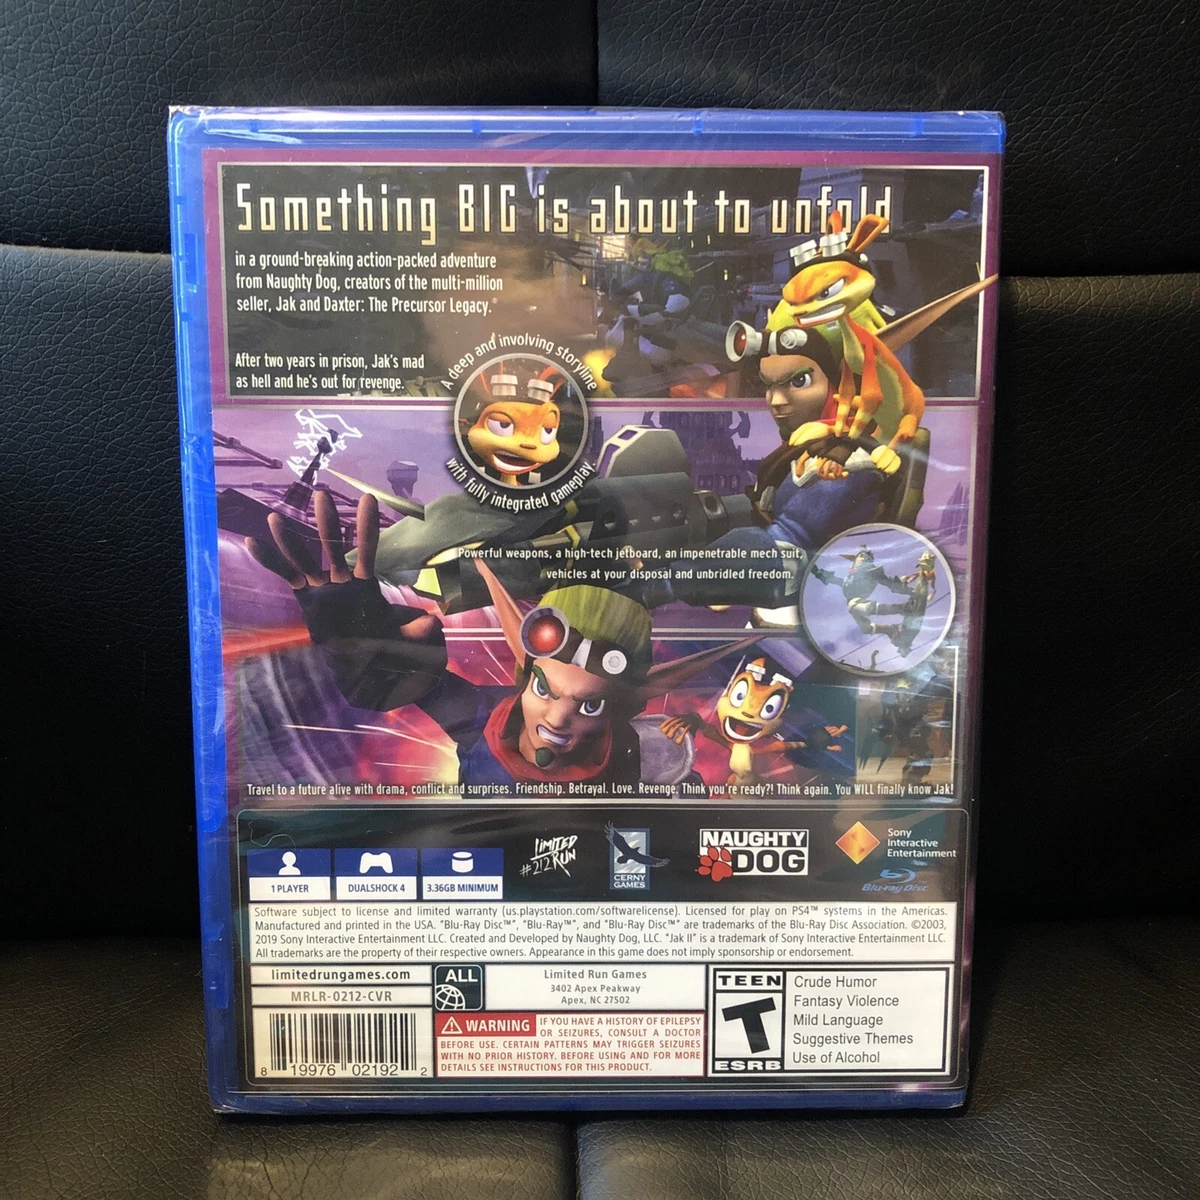 Something BIG is about to unfold
in a ground-breaking action-packed adventure
from Naughty Dog, creators of the multi-million
seller, Jak and Daxter: The Precursor Legacy.®
After two years in prison, Jak's mad
as hell and he's out for revenge.
A deep and involving storyline
with fully integrated gameplay.
Powerful weapons, a high-tech jetboard, an impenetrable mech suit,
vehicles at your disposal and unbridled freedom.
Travel to a future alive with drama, conflict and surprises. Friendship. Betrayal. Love. Revenge. Think you're ready?! Think again. You WILL finally know Jak!
1 PLAYER
DUALSHOCK 4
3.36GB MINIMUM
LIMITED
#212 RUN
CERNY
GAMES
NAUGHTY
DOG
Sony
Interactive
Entertainment
Blu-ray Disc
Software subject to license and limited warranty (us.playstation.com/softwarelicense). Licensed for play on PS4™ systems in the Americas.
Manufactured and printed in the USA. "Blu-Ray Disc™", "Blu-Ray™", and "Blu-Ray Disc™" are trademarks of the Blu-Ray Disc Association. ©2003,
2019 Sony Interactive Entertainment LLC. Created and Developed by Naughty Dog, LLC. "Jak II" is a trademark of Sony Interactive Entertainment LLC.
All trademarks are the property of their respective owners. Appearance in this game does not imply sponsorship or endorsement.
limitedrungames.com
MRLR-0212-CVR
8 19976 02192 2
ALL
Limited Run Games
3402 Apex Peakway
Apex, NC 27502
WARNING IF YOU HAVE A HISTORY OF EPILEPSY
OR SEIZURES, CONSULT A DOCTOR
BEFORE USE. CERTAIN PATTERNS MAY TRIGGER SEIZURES
WITH NO PRIOR HISTORY. BEFORE USING AND FOR MORE
DETAILS SEE INSTRUCTIONS FOR THIS PRODUCT.
TEEN
T
ESRB
Crude Humor
Fantasy Violence
Mild Language
Suggestive Themes
Use of Alcohol